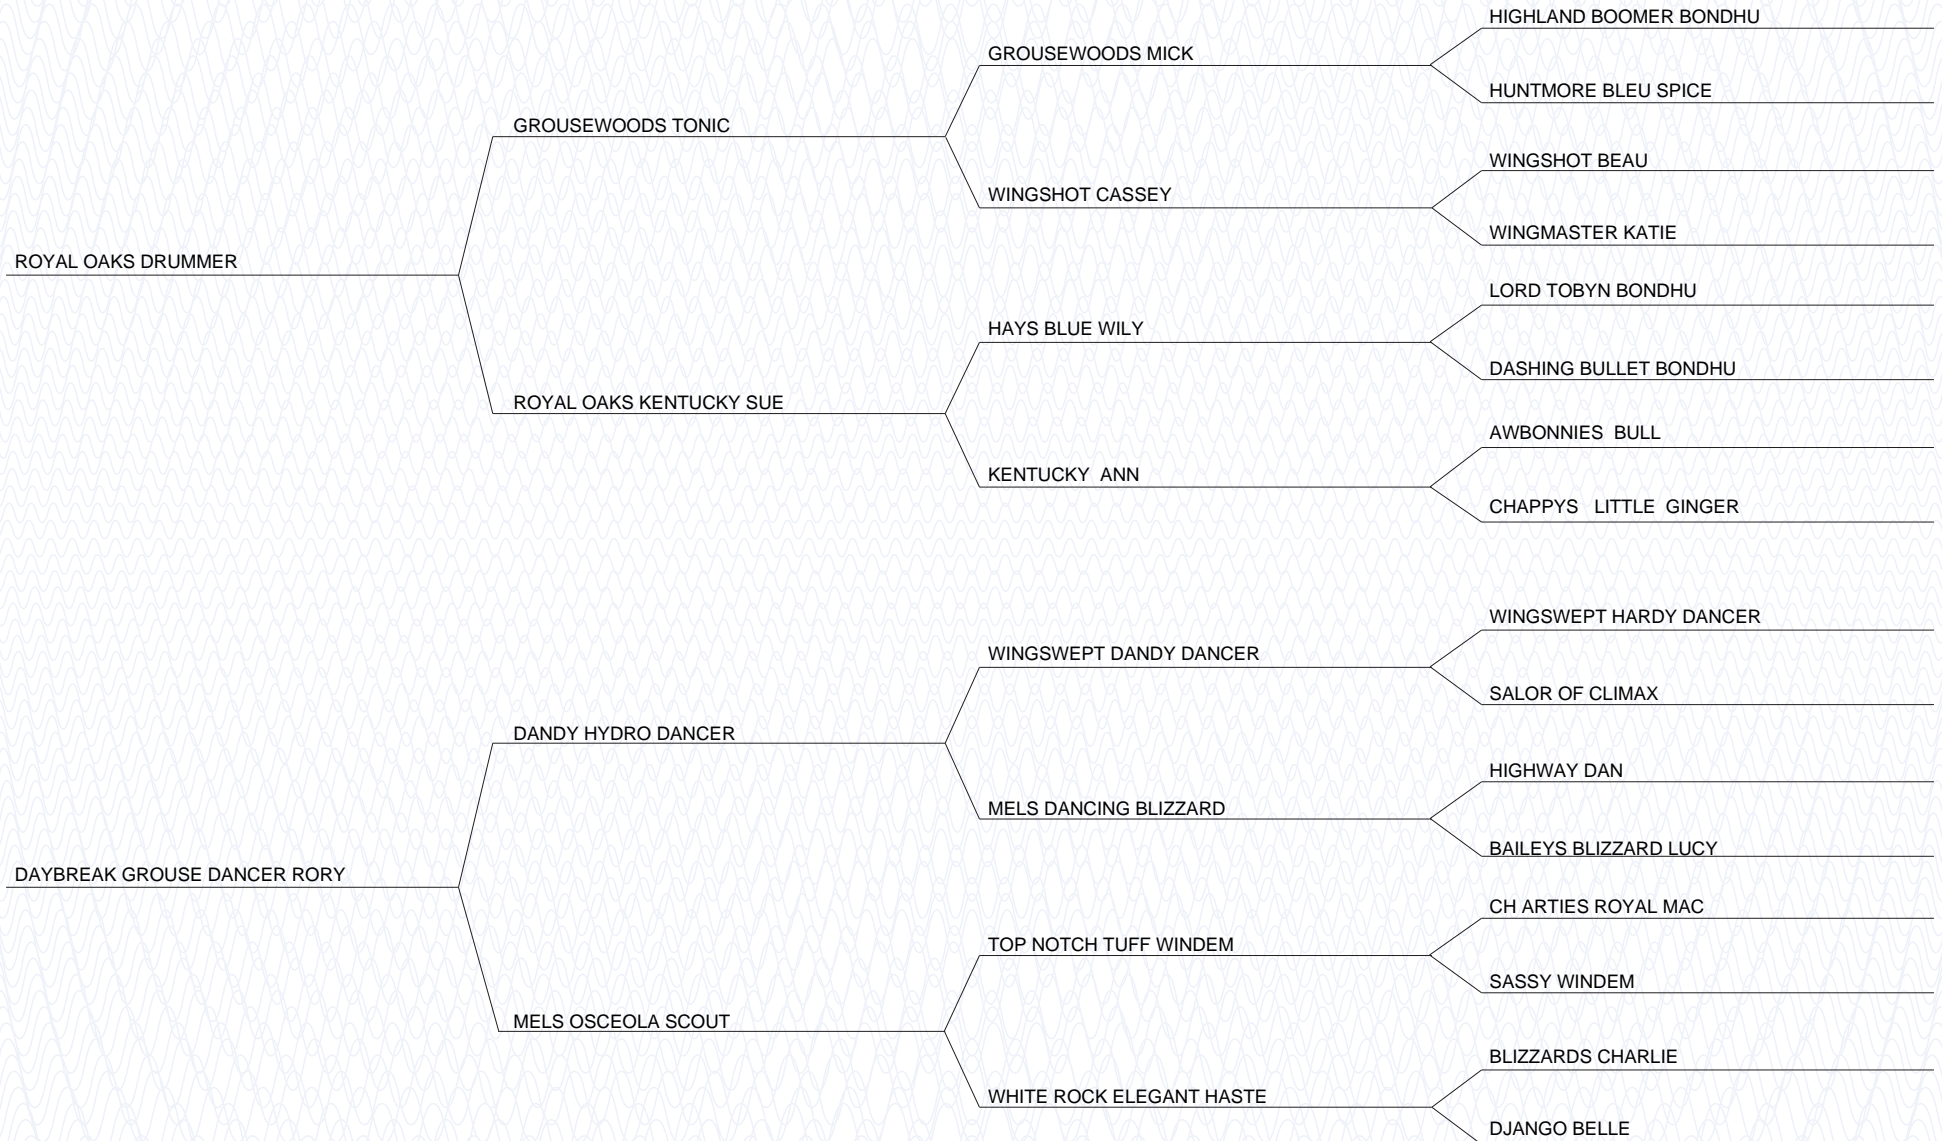 HIGHLAND BOOMER BONDHU
GROUSEWOODS MICK
HUNTMORE BLEU SPICE
GROUSEWOODS TONIC
WINGSHOT BEAU
WINGSHOT CASSEY
WINGMASTER KATIE
ROYAL OAKS DRUMMER
LORD TOBYN BONDHU
HAYS BLUE WILY
DASHING BULLET BONDHU
ROYAL OAKS KENTUCKY SUE
AWBONNIES  BULL
KENTUCKY  ANN
CHAPPYS   LITTLE  GINGER
WINGSWEPT HARDY DANCER
WINGSWEPT DANDY DANCER
SALOR OF CLIMAX
DANDY HYDRO DANCER
HIGHWAY DAN
MELS DANCING BLIZZARD
BAILEYS BLIZZARD LUCY
DAYBREAK GROUSE DANCER RORY
CH ARTIES ROYAL MAC
TOP NOTCH TUFF WINDEM
SASSY WINDEM
MELS OSCEOLA SCOUT
BLIZZARDS CHARLIE
WHITE ROCK ELEGANT HASTE
DJANGO BELLE